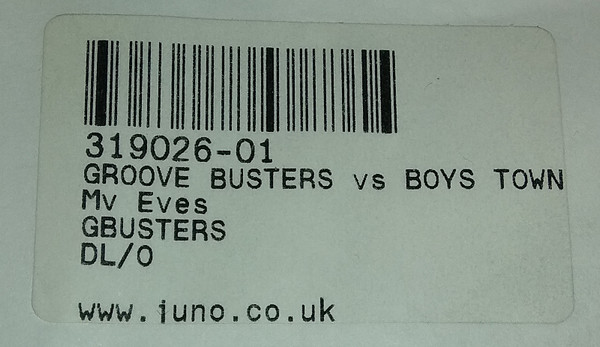 319026-01
GROOVE BUSTERS vs BOYS TOWN
Mv Eves
GBUSTERS
DL/O
www.juno.co.uk